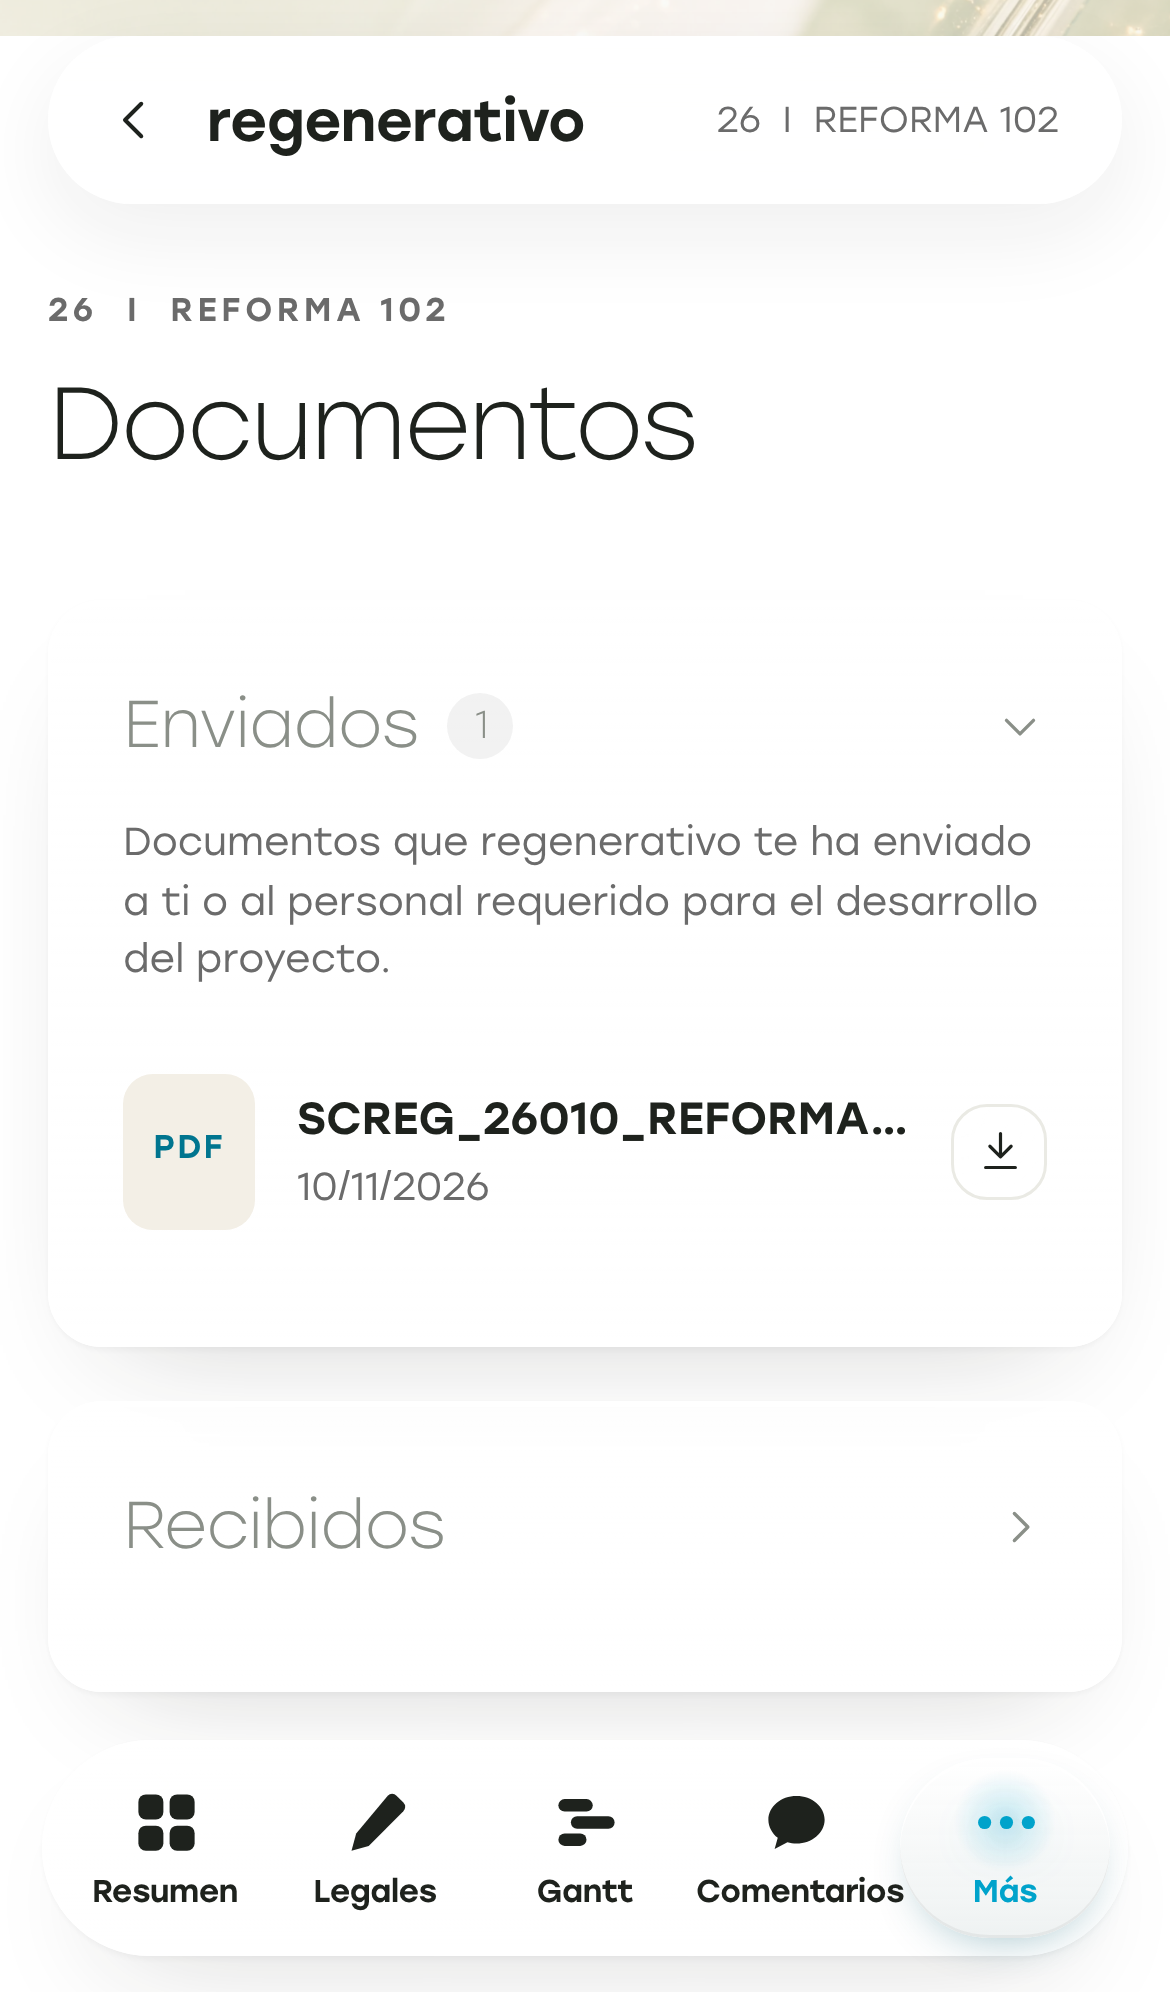 regenerativo
26 I REFORMA 102
26 I REFORMA 102
Documentos
Enviados 1
Documentos que regenerativo te ha enviado
a ti o al personal requerido para el desarrollo
del proyecto.
PDF
SCREG_26010_REFORMA...
10/11/2026
Recibidos
Resumen
Legales
Gantt
Comentarios
Más